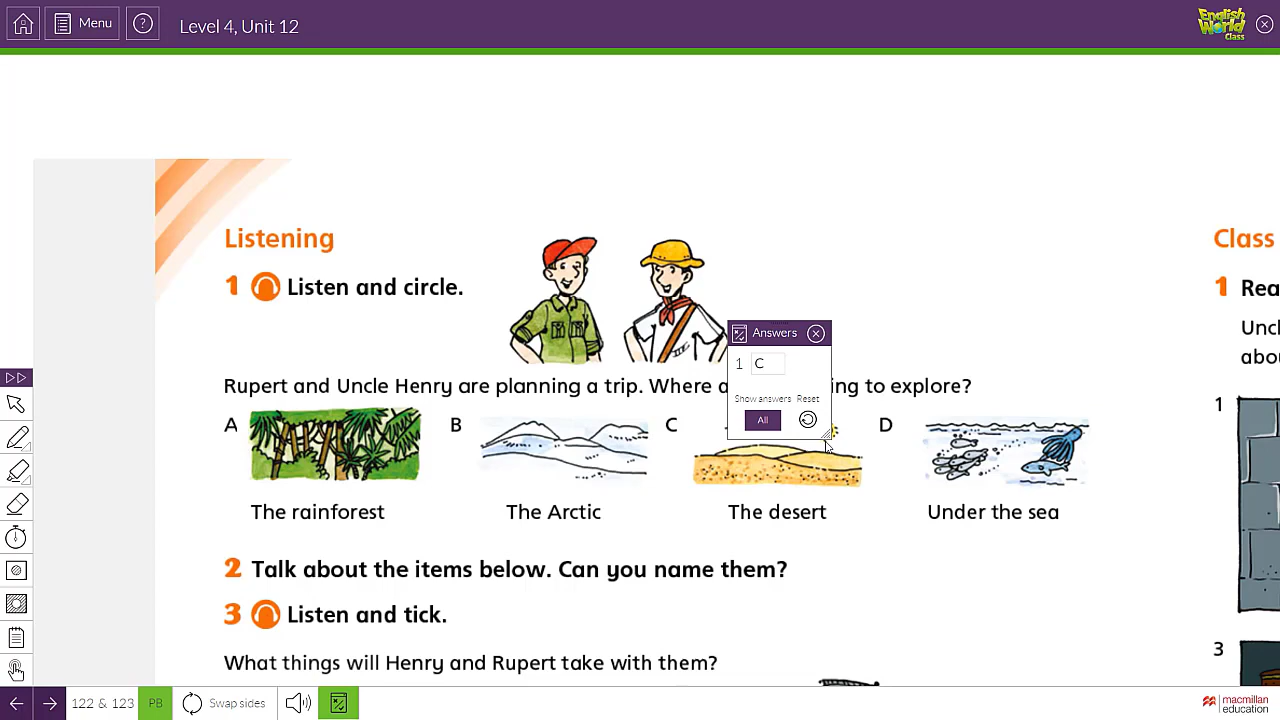 Menu
?
Level 4, Unit 12
English World Class
Listening
1 Listen and circle.
Answers
1 C
Show answers Reset
All
Rupert and Uncle Henry are planning a trip. Where a ing to explore?
A B C D
The rainforest The Arctic The desert Under the sea
2 Talk about the items below. Can you name them?
3 Listen and tick.
What things will Henry and Rupert take with them?
Class
1 Rea
Uncl
abou
1
3
122 & 123 PB Swap sides
macmillan education